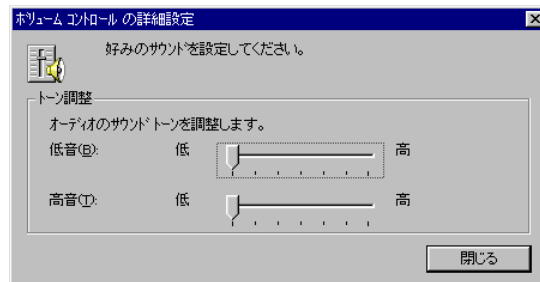 ボリューム コントロール の詳細設定
好みのサウンドを設定してください。
トーン調整
オーディオのサウンド トーンを調整します。
低音(B): 低 高
高音(T): 低 高
閉じる